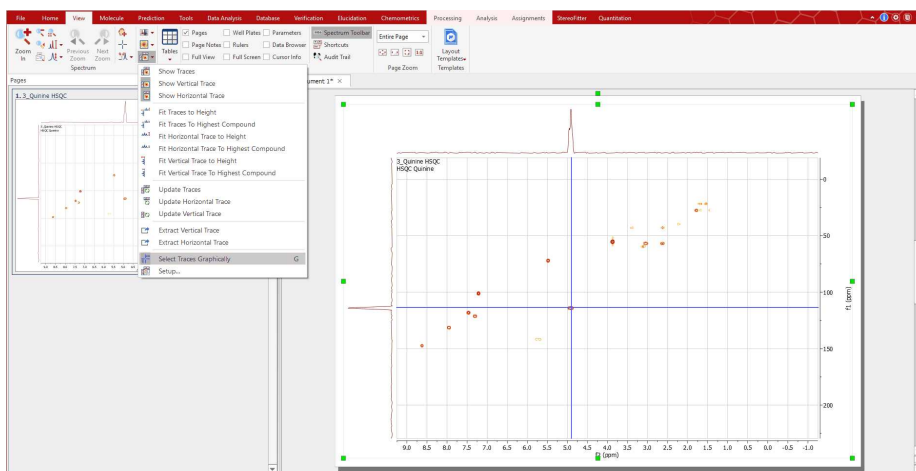 File Home View Molecule Prediction Tools Data Analysis Database Verification Elucidation Chemometrics Processing Analysis Assignments StereoFitter Quantitation
Zoom In
Previous Zoom
Next Zoom
Spectrum
Tables
Pages Well Plates Parameters
Page Notes Rulers Data Browser
Full View Full Screen Cursor Info
Spectrum Toolbar
Shortcuts
Audit Trail
Entire Page
Page Zoom
Layout Templates
Templates
Pages
ument 1* ×
1. 3_Quinine HSQC
3_Quinine HSQC
HSQC Quinine
Show Traces
Show Vertical Trace
Show Horizontal Trace
Fit Traces to Height
Fit Traces To Highest Compound
Fit Horizontal Trace to Height
Fit Horizontal Trace To Highest Compound
Fit Vertical Trace to Height
Fit Vertical Trace To Highest Compound
Update Traces
Update Horizontal Trace
Update Vertical Trace
Extract Vertical Trace
Extract Horizontal Trace
Select Traces Graphically G
Setup...
3_Quinine HSQC
HSQC Quinine
0
50
100
150
200
f1 (ppm)
9.0 8.5 8.0 7.5 7.0 6.5 6.0 5.5 5.0 4.5 4.0 3.5 3.0 2.5 2.0 1.5 1.0 0.5 0.0 -0.5 -1.0
(ppm)